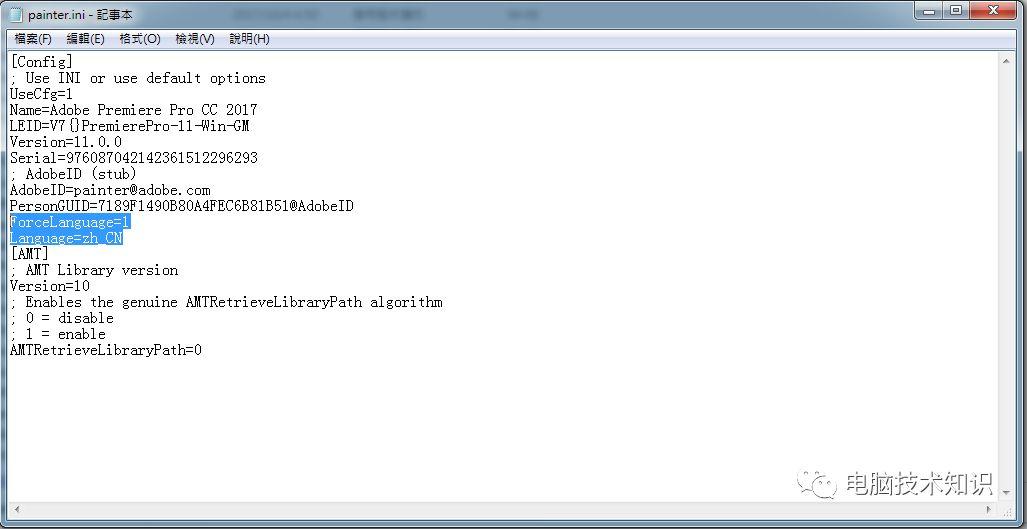 painter.ini - 記事本
檔案(F) 編輯(E) 格式(O) 檢視(V) 說明(H)
[Config]
; Use INI or use default options
UseCfg=1
Name=Adobe Premiere Pro CC 2017
LEID=V7{}PremierePro-11-Win-GM
Version=11.0.0
Serial=976087042142361512296293
; AdobeID (stub)
AdobeID=painter@adobe.com
PersonGUID=7189F1490B80A4FEC6B81B51@AdobeID
ForceLanguage=1
Language=zh_CN
[AMT]
; AMT Library version
Version=10
; Enables the genuine AMTRetrieveLibraryPath algorithm
; 0 = disable
; 1 = enable
AMTRetrieveLibraryPath=0
电脑技术知识